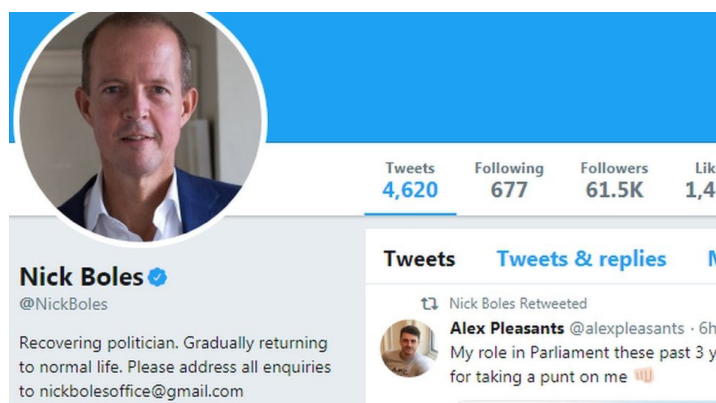 Tweets Following Followers
4,620 677 61.5K
Tweets Tweets & replies
Nick Boles
@NickBoles
Recovering politician. Gradually returning
to normal life. Please address all enquiries
to nickbolesoffice@gmail.com
Nick Boles Retweeted
Alex Pleasants @alexpleasants · 6h
My role in Parliament these past 3 y
for taking a punt on me